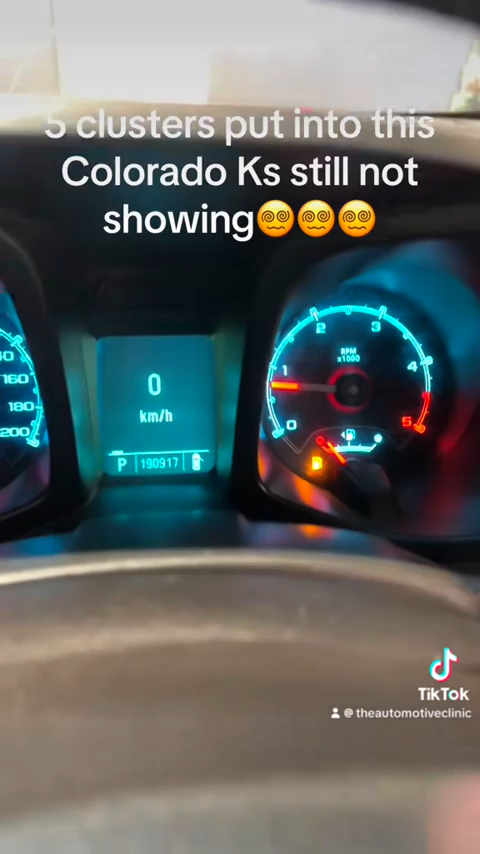 5 clusters put into this
Colorado Ks still not
showing😵‍💫😵‍💫😵‍💫
160
180
200
0
km/h
P 190917
RPM
x1000
0
1
2
3
4
5
TikTok
@ theautomotiveclinic